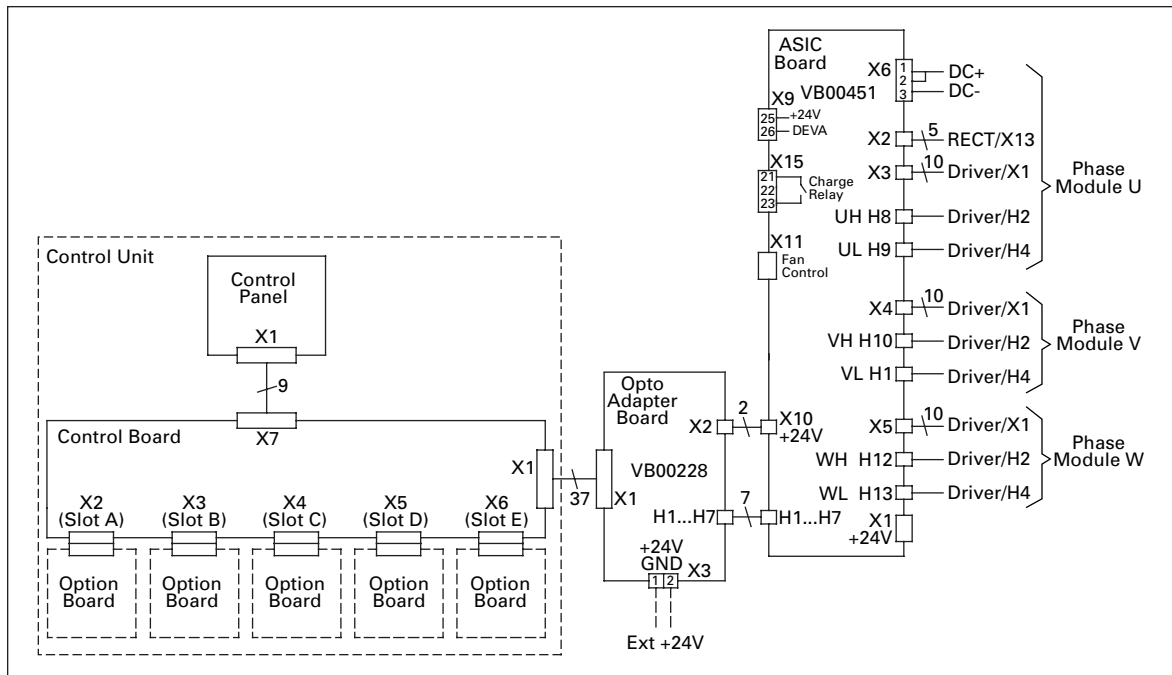 Control Unit
Control
Panel
X1
9
X7
Control Board
X1
37
X2
(Slot A)
X3
(Slot B)
X4
(Slot C)
X5
(Slot D)
X6
(Slot E)
Option
Board
Option
Board
Option
Board
Option
Board
Option
Board
Opto
Adapter
Board
X2
VB00228
X1
H1...H7
+24V
GND
1 2
X3
Ext +24V
2
7
ASIC
Board
VB00451
X9
25 +24V
26 DEVA
X15
21
22
23
Charge
Relay
X11
Fan
Control
X10
+24V
H1...H7
X6
1
2
3
DC+
DC-
X2 5 RECT/X13
X3 10 Driver/X1
UH H8 Driver/H2
UL H9 Driver/H4
Phase
Module U
X4 10 Driver/X1
VH H10 Driver/H2
VL H1 Driver/H4
Phase
Module V
X5 10 Driver/X1
WH H12 Driver/H2
WL H13 Driver/H4
Phase
Module W
X1
+24V